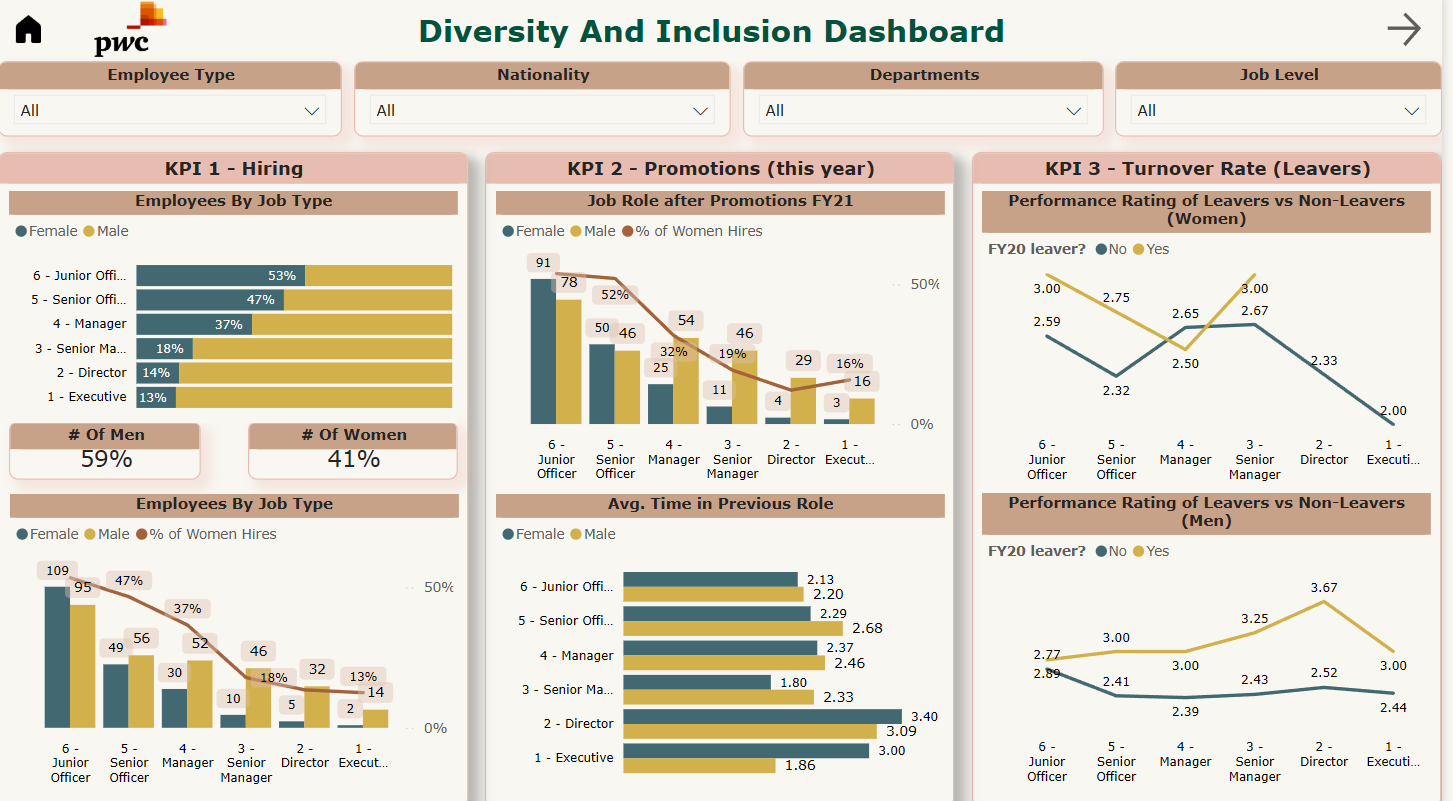 pwc
Diversity And Inclusion Dashboard
Employee Type
All
Nationality
All
Departments
All
Job Level
All
KPI 1 - Hiring
Employees By Job Type
Female Male
6 - Junior Offi... 53%
5 - Senior Offi... 47%
4 - Manager 37%
3 - Senior Ma... 18%
2 - Director 14%
1 - Executive 13%
# Of Men
59%
# Of Women
41%
Employees By Job Type
Female Male % of Women Hires
109 95 47% 37% 50%
49 56 30 52 46 32
10 18% 5 13% 2 14
0%
6 - Junior Officer
5 - Senior Officer
4 - Manager
3 - Senior Manager
2 - Director
1 - Execut...
KPI 2 - Promotions (this year)
Job Role after Promotions FY21
Female Male % of Women Hires
91 78 52% 50%
50 46 32% 54 19% 46 29 16%
25 11 4 3 16
0%
6 - Junior Officer
5 - Senior Officer
4 - Manager
3 - Senior Manager
2 - Director
1 - Execut...
Avg. Time in Previous Role
Female Male
6 - Junior Offi... 2.13
2.20
5 - Senior Offi... 2.29
2.68
4 - Manager 2.37
2.46
3 - Senior Ma... 1.80
2.33
2 - Director 3.40
3.09
1 - Executive 3.00
1.86
KPI 3 - Turnover Rate (Leavers)
Performance Rating of Leavers vs Non-Leavers
(Women)
FY20 leaver? No Yes
3.00 2.75 2.65 3.00
2.59 2.32 2.50 2.67 2.33 2.00
6 - Junior Officer
5 - Senior Officer
4 - Manager
3 - Senior Manager
2 - Director
1 - Executi...
Performance Rating of Leavers vs Non-Leavers
(Men)
FY20 leaver? No Yes
2.77 3.00 3.00 3.25 3.67 3.00
2.89 2.41 2.39 2.43 2.52 2.44
6 - Junior Officer
5 - Senior Officer
4 - Manager
3 - Senior Manager
2 - Director
1 - Executi...